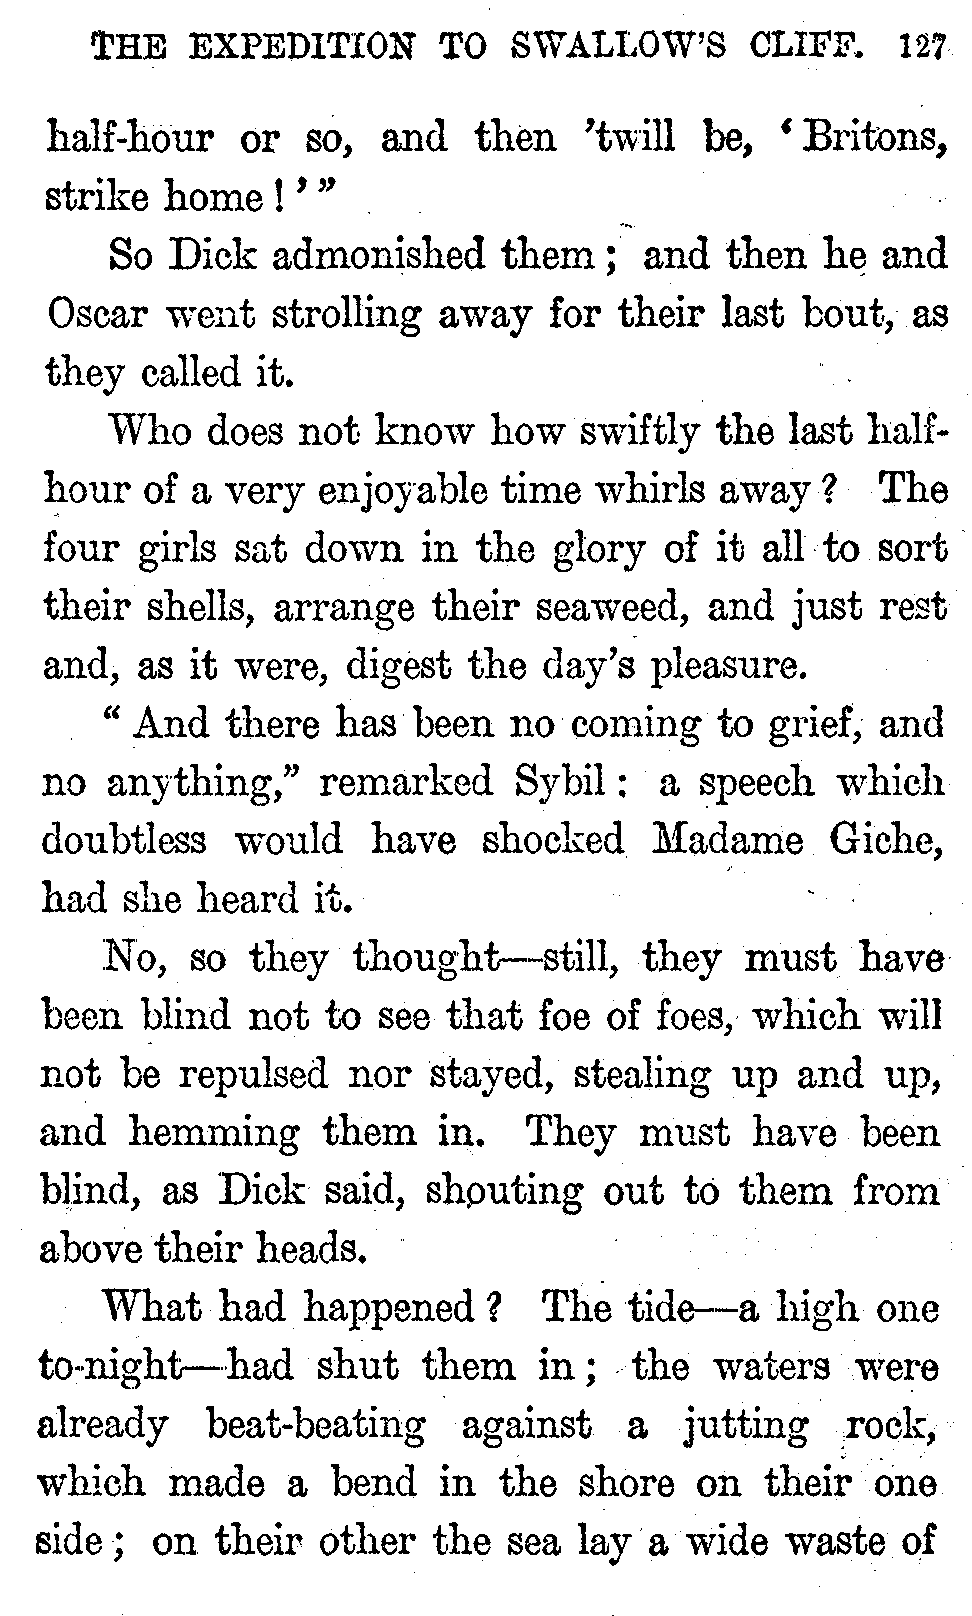 THE EXPEDITION TO SWALLOW'S CLIFF. 127
half-hour or so, and then 'twill be, ‘Britons,
strike home!’”
So Dick admonished them; and then he and
Oscar went strolling away for their last bout, as
they called it.
Who does not know how swiftly the last half-
hour of a very enjoyable time whirls away? The
four girls sat down in the glory of it all to sort
their shells, arrange their seaweed, and just rest
and, as it were, digest the day's pleasure.
“And there has been no coming to grief, and
no anything,” remarked Sybil: a speech which
doubtless would have shocked Madame Giche,
had she heard it.
No, so they thought—still, they must have
been blind not to see that foe of foes, which will
not be repulsed nor stayed, stealing up and up,
and hemming them in. They must have been
blind, as Dick said, shouting out to them from
above their heads.
What had happened? The tide—a high one
to-night—had shut them in; the waters were
already beat-beating against a jutting rock,
which made a bend in the shore on their one
side; on their other the sea lay a wide waste of